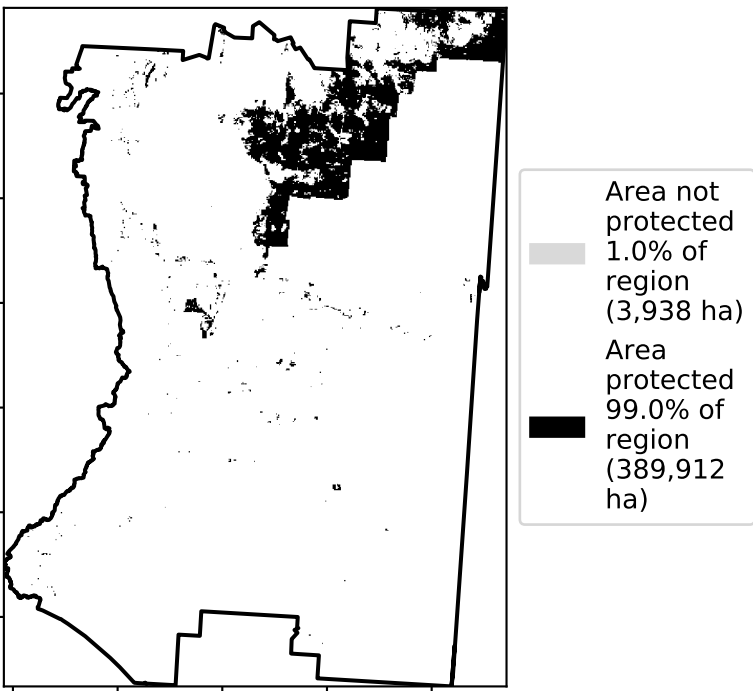 Area not
protected
1.0% of
region
(3,938 ha)
Area
protected
99.0% of
region
(389,912
ha)